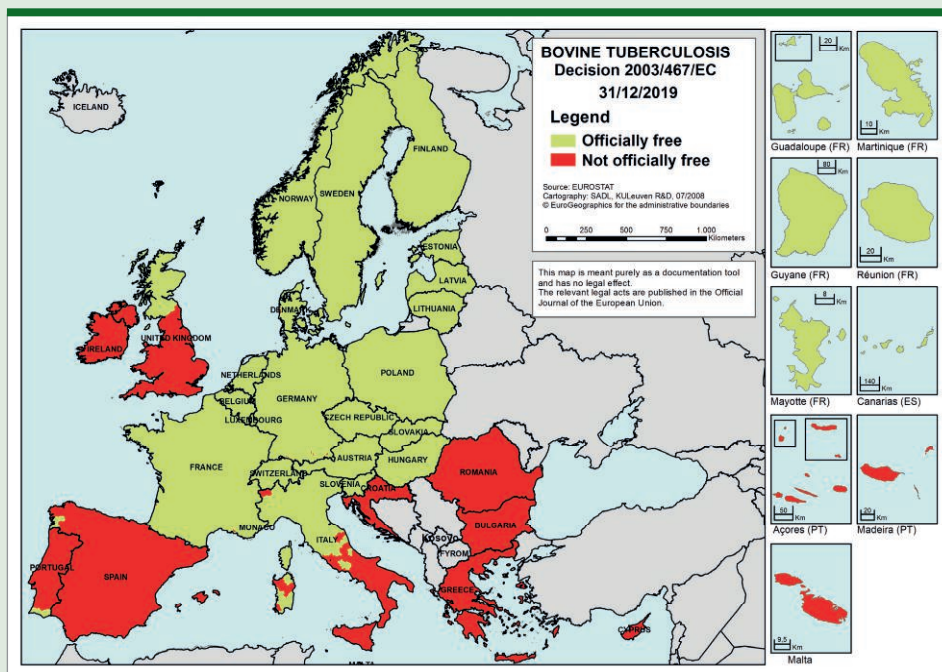 BOVINE TUBERCULOSIS
Decision 2003/467/EC
31/12/2019
Legend
Officially free
Not officially free
Source: EUROSTAT
Cartography: SADL, KULeuven R&D, 07/2008
© EuroGeographics for the administrative boundaries
0 250 500 750 1.000
Kilometers
This map is meant purely as a documentation tool
and has no legal effect.
The relevant legal acts are published in the Official
Journal of the European Union.
ICELAND
FINLAND
NORWAY
SWEDEN
ESTONIA
LATVIA
LITHUANIA
DENMARK
IRELAND
UNITED KINGDOM
NETHERLANDS
BELGIUM
LUXEMBOURG
GERMANY
POLAND
CZECH REPUBLIC
SLOVAKIA
AUSTRIA
HUNGARY
FRANCE
SWITZERLAND
SLOVENIA
CROATIA
ROMANIA
MONACO
ITALY
BULGARIA
Kosovo
FYROM
PORTUGAL
SPAIN
GREECE
CYPRUS
20
Km
Guadaloupe (FR)
10
Km
Martinique (FR)
80
Km
Guyane (FR)
20
Km
Réunion (FR)
8
Km
Mayotte (FR)
140
Km
Canarias (ES)
50
Km
Açores (PT)
20
Km
Madeira (PT)
9,5
Km
Malta